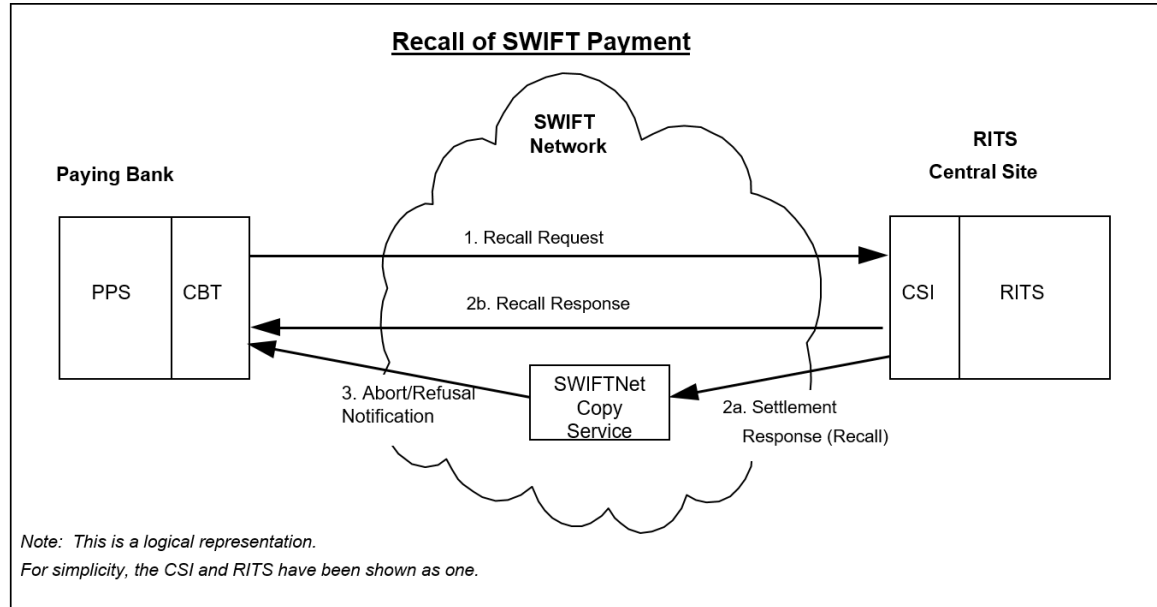 Recall of SWIFT Payment
SWIFT
Network
RITS
Central Site
Paying Bank
1. Recall Request
PPS
CBT
CSI
RITS
2b. Recall Response
3. Abort/Refusal
Notification
SWIFTNet
Copy
Service
2a. Settlement
Response (Recall)
Note:  This is a logical representation.
For simplicity, the CSI and RITS have been shown as one.